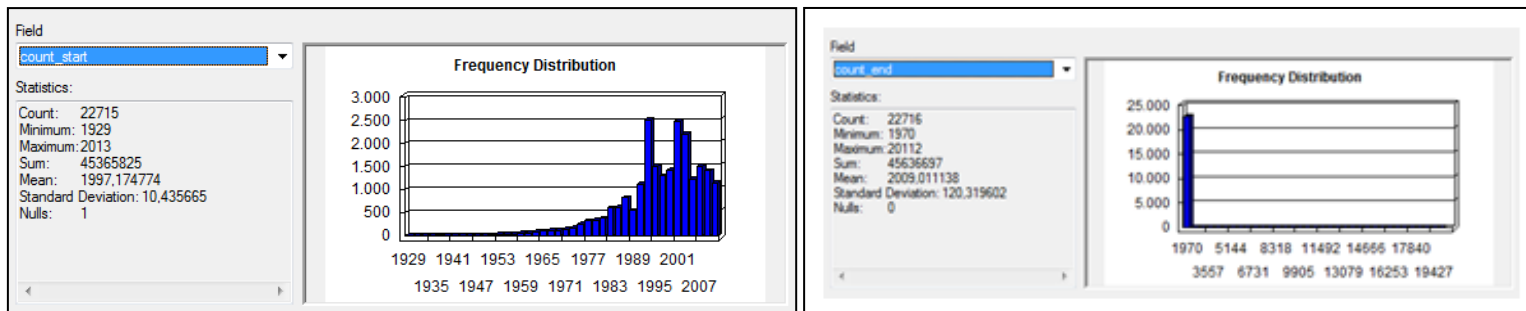 Field
count_start
Statistics:
Count: 22715
Minimum: 1929
Maximum: 2013
Sum: 45365825
Mean: 1997,174774
Standard Deviation: 10,435665
Nulls: 1
Frequency Distribution
3.000
2.500
2.000
1.500
1.000
500
0
1929 1941 1953 1965 1977 1989 2001
1935 1947 1959 1971 1983 1995 2007
Field
count_end
Statistics:
Count: 22716
Minimum: 1970
Maximum: 20112
Sum: 45636697
Mean: 2009,011138
Standard Deviation: 120,319602
Nulls: 0
Frequency Distribution
25.000
20.000
15.000
10.000
5.000
0
1970 5144 8318 11492 14666 17840
3557 6731 9905 13079 16253 19427